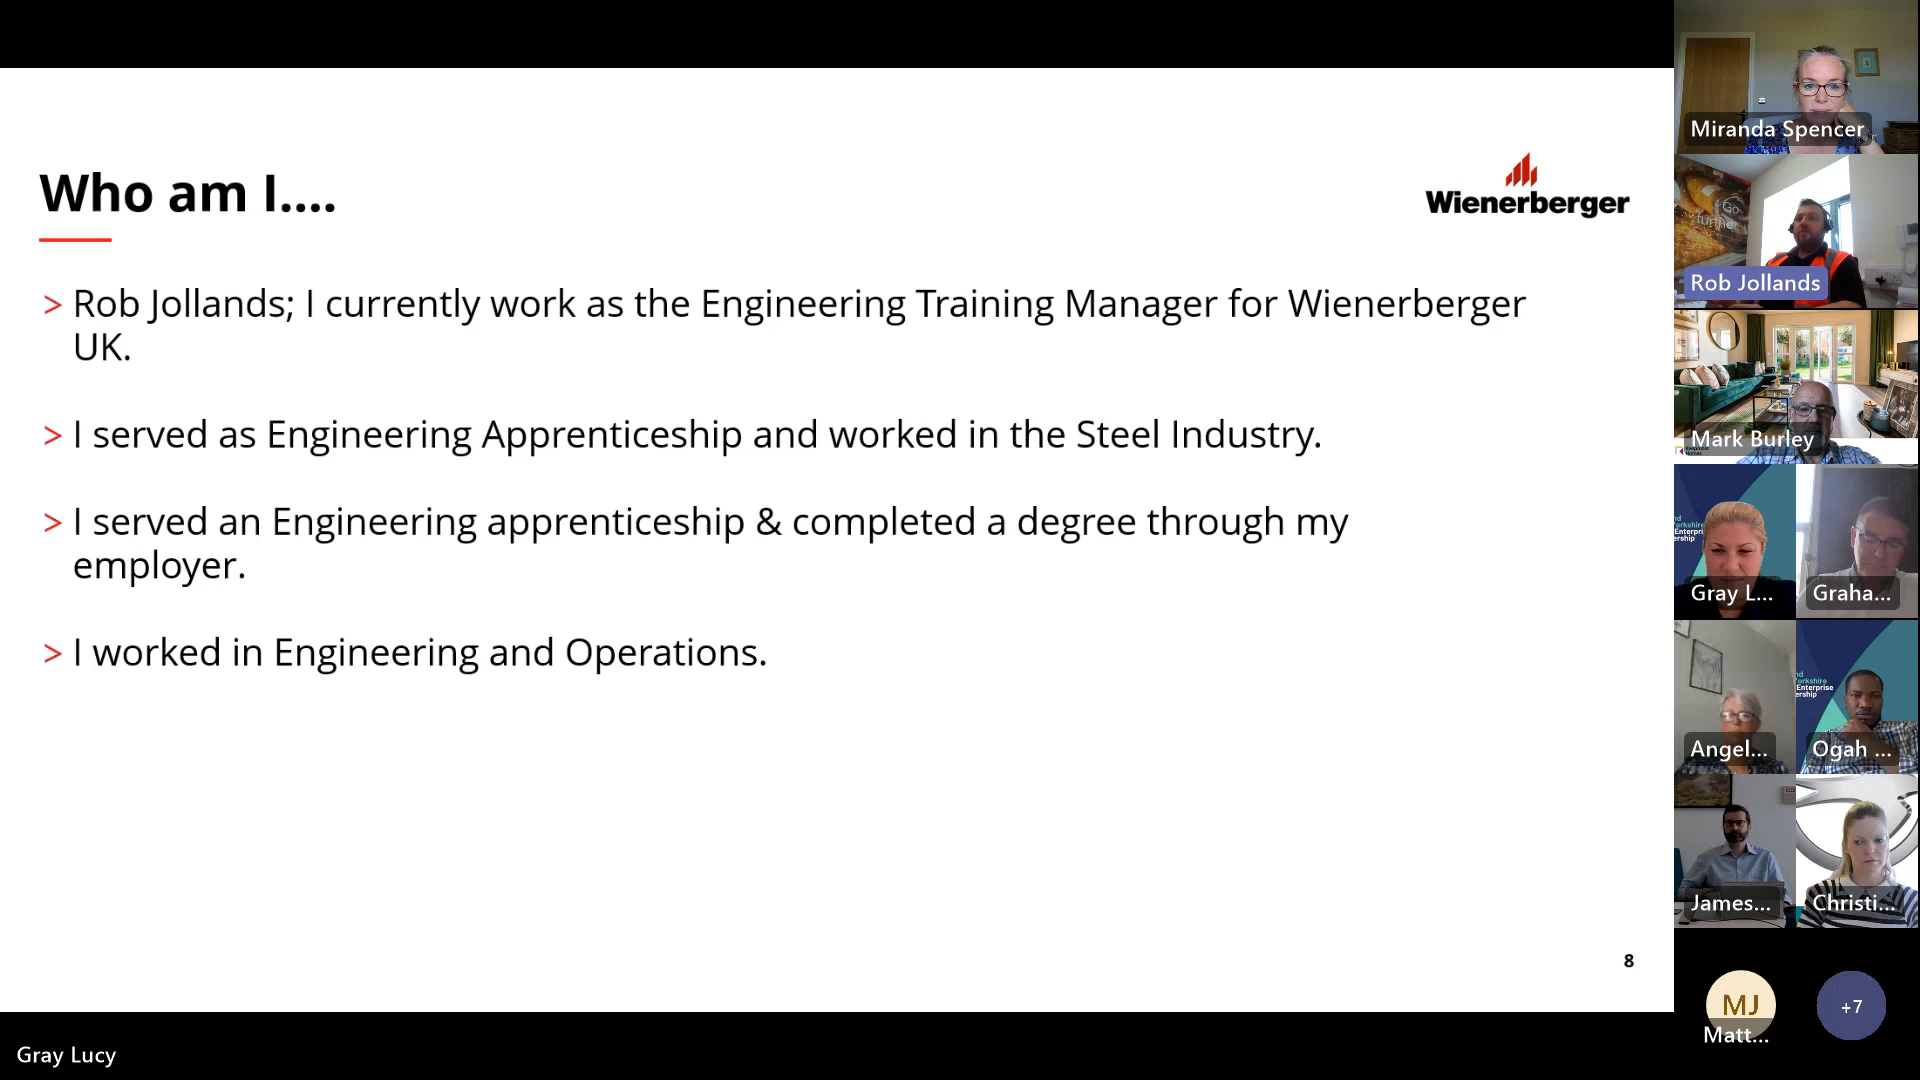 Who am I....
Wienerberger
> Rob Jollands; I currently work as the Engineering Training Manager for Wienerberger
UK.
> I served as Engineering Apprenticeship and worked in the Steel Industry.
> I served an Engineering apprenticeship & completed a degree through my
employer.
> I worked in Engineering and Operations.
8
Gray Lucy
Miranda Spencer
Go
further
Rob Jollands
Mark Burley
Gray L...
Graha...
Angel...
Ogah ...
Enterprise
James...
Christi...
MJ
Matt...
+7